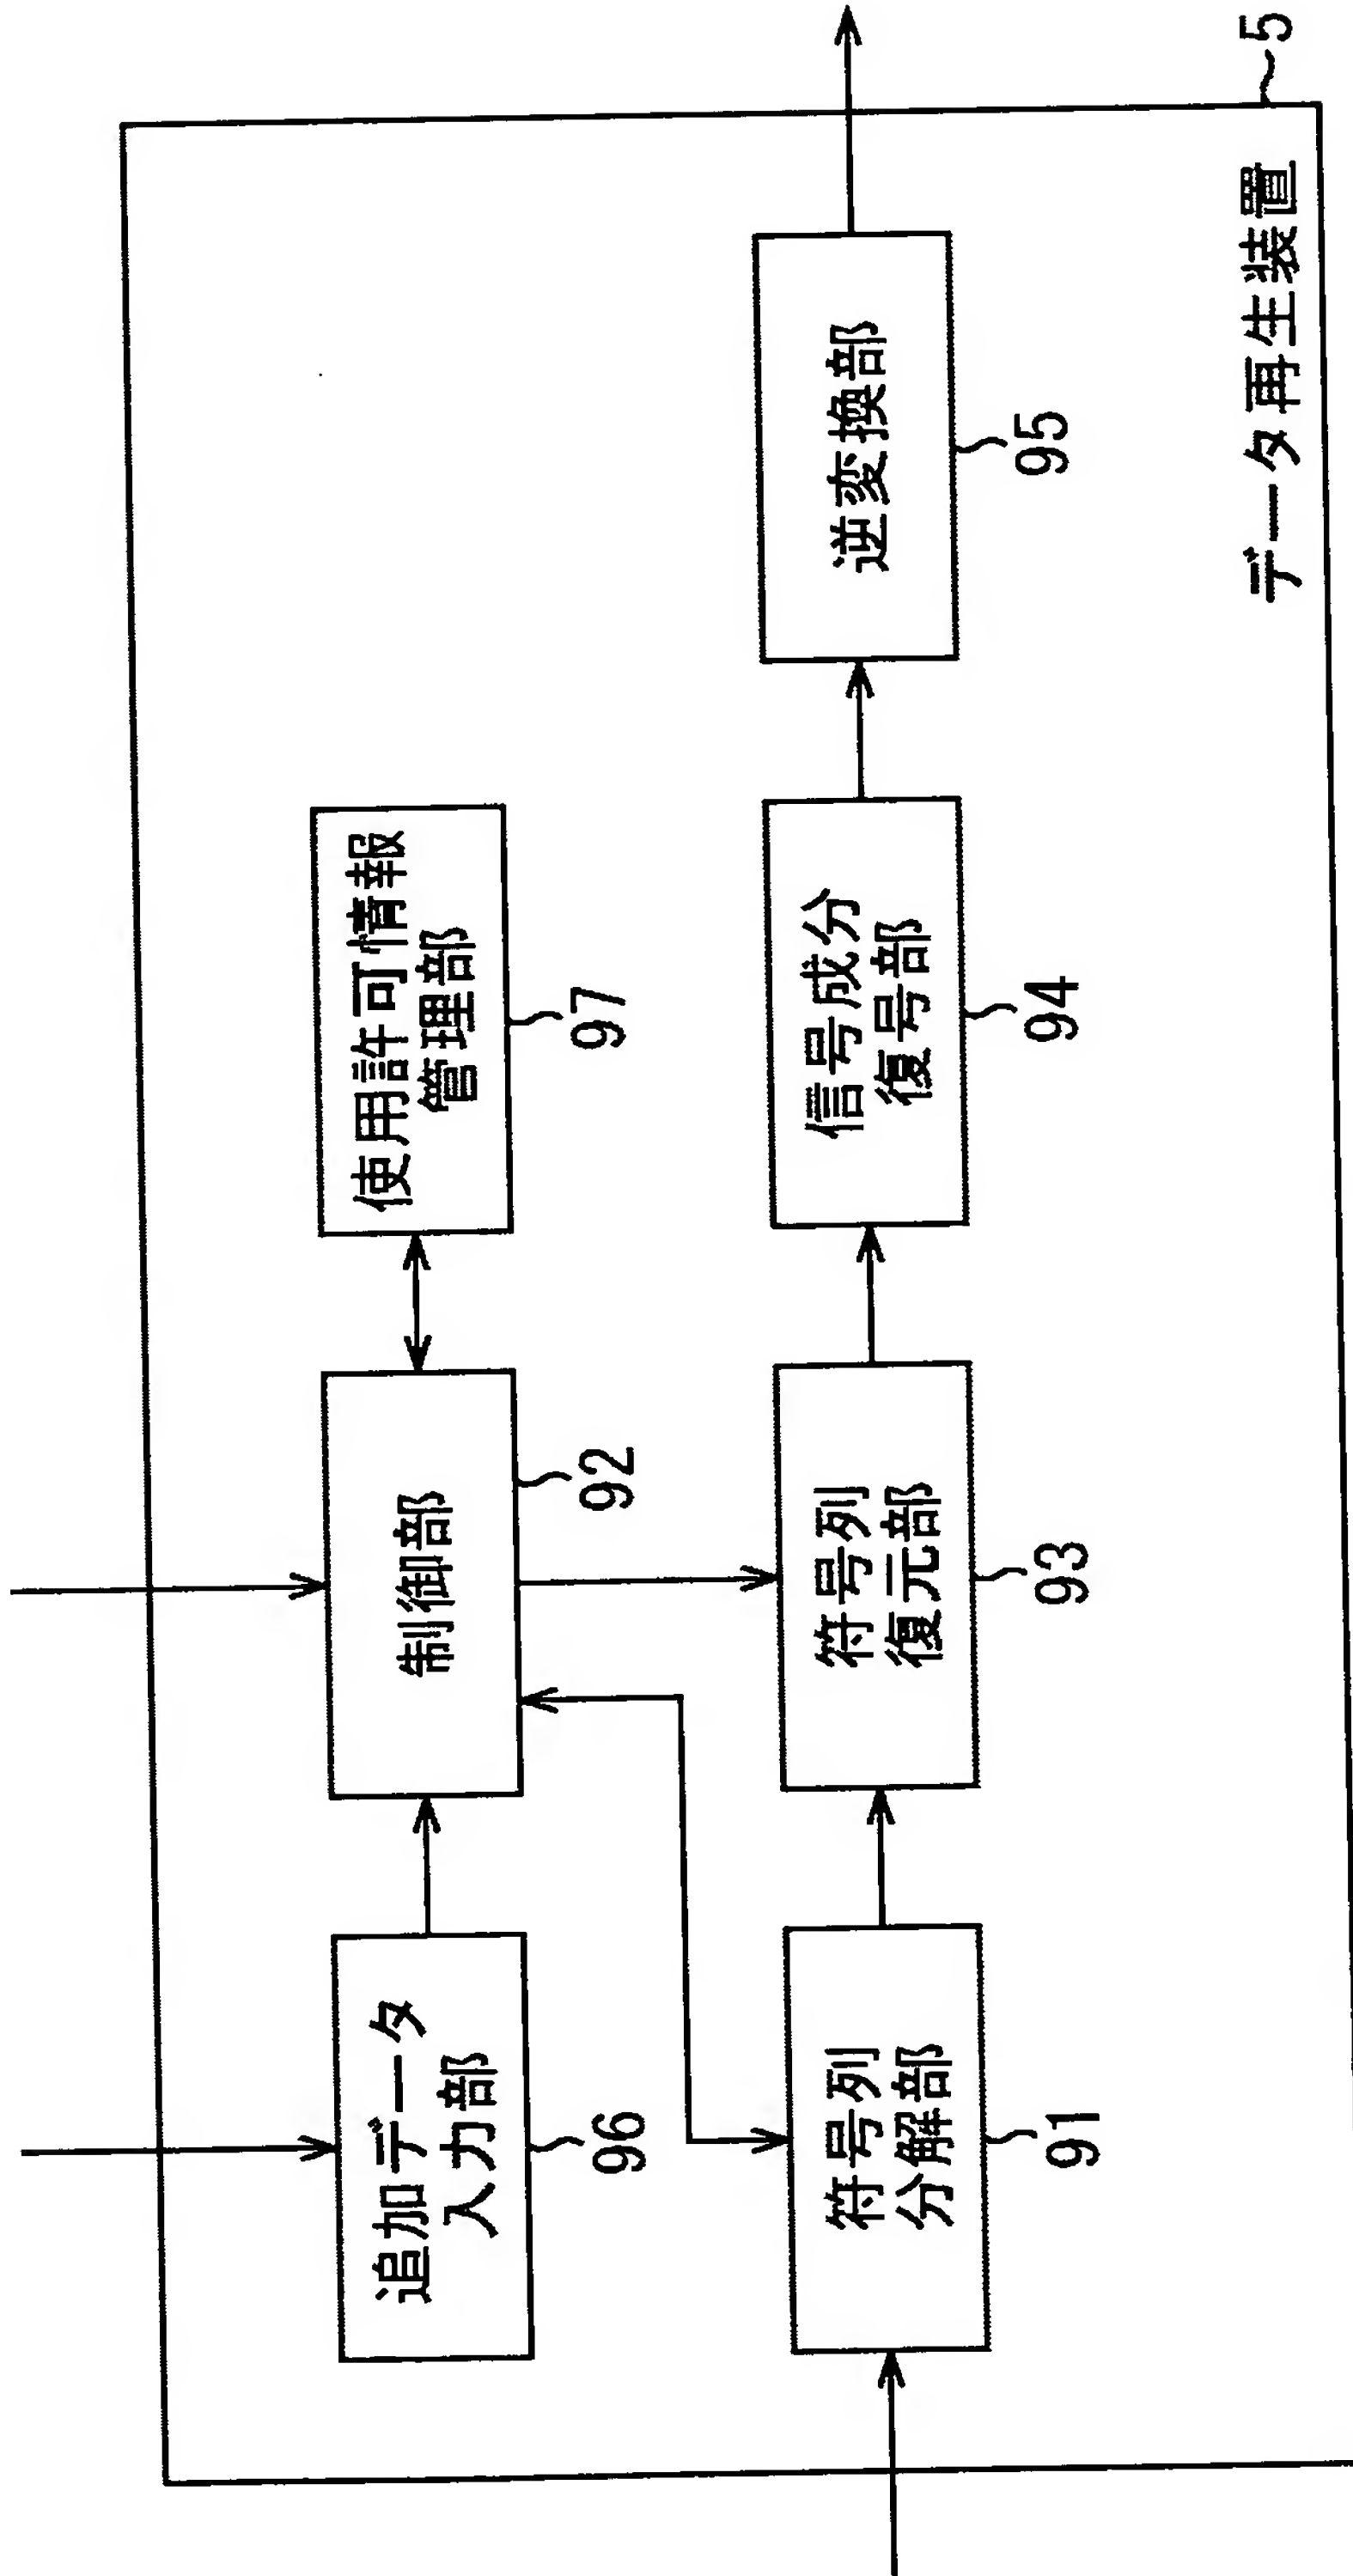 追加データ
入力部
96
制御部
92
使用許可情報
管理部
97
符号列
分解部
91
符号列
復元部
93
信号成分
復号部
94
逆変換部
95
データ再生装置
5